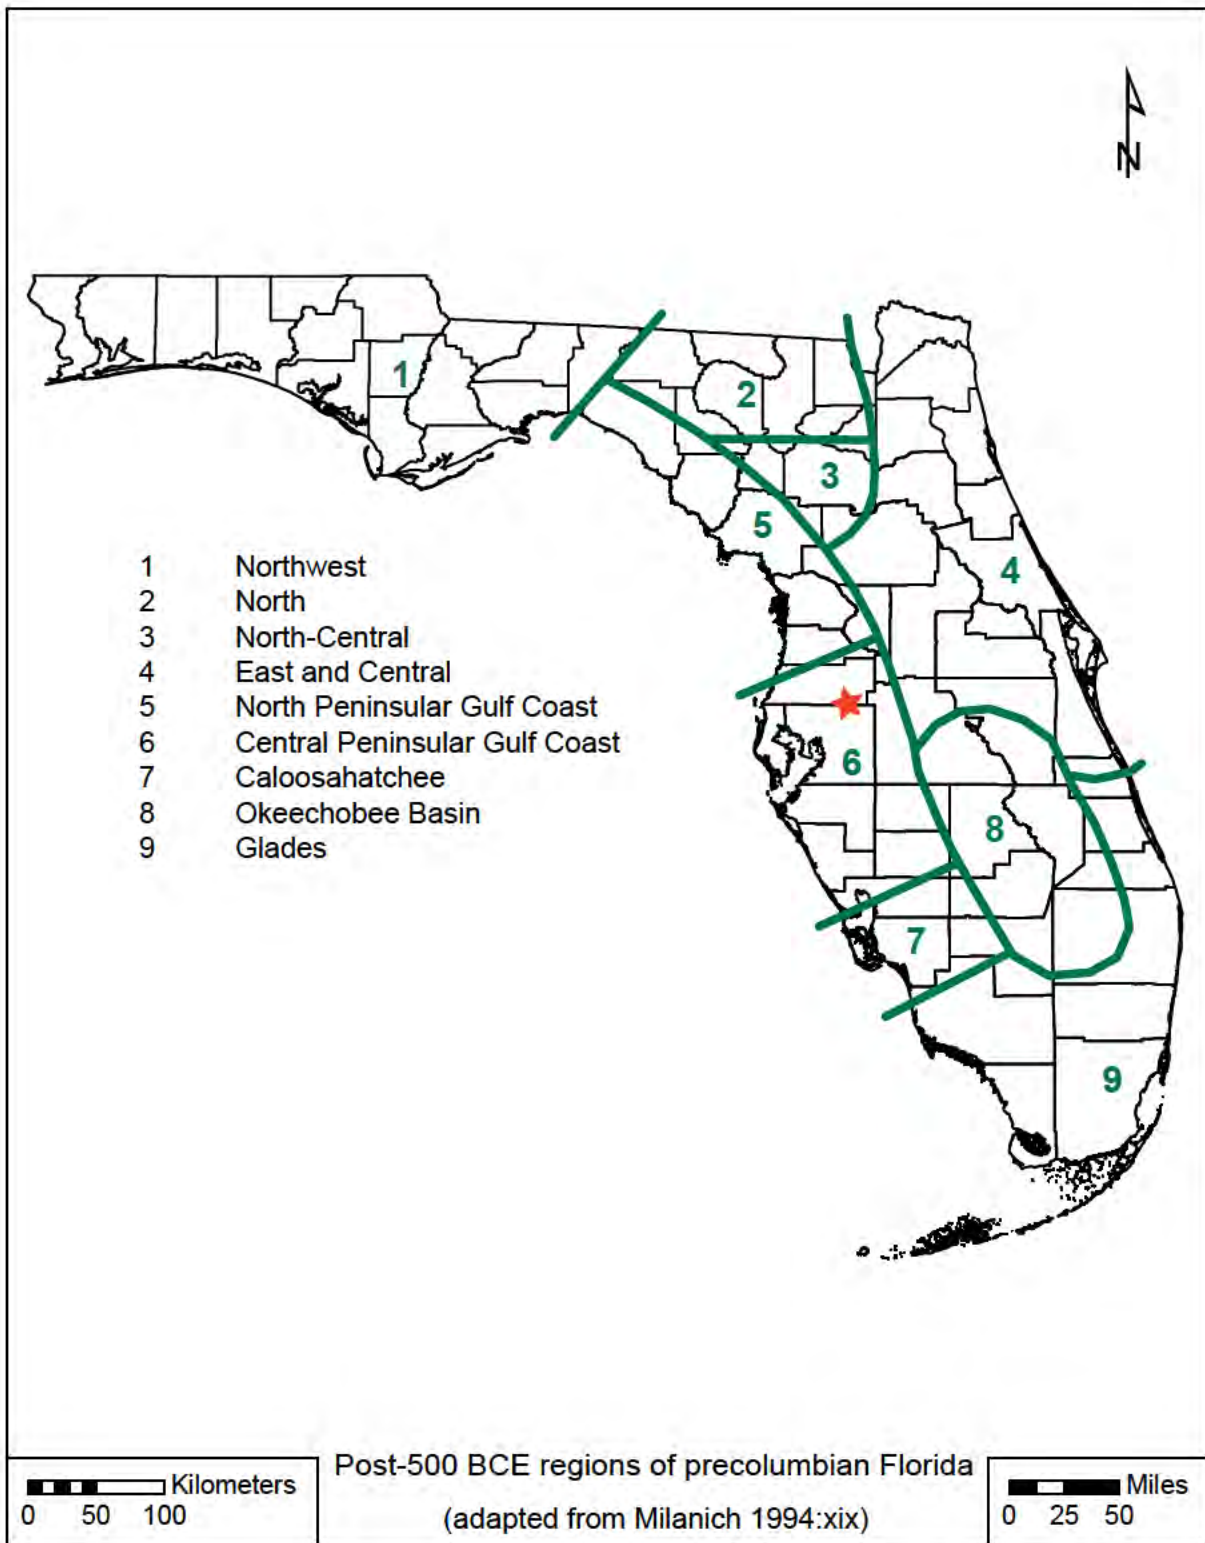 N
1
2
3
5
4
6
8
7
9
1 Northwest
2 North
3 North-Central
4 East and Central
5 North Peninsular Gulf Coast
6 Central Peninsular Gulf Coast
7 Caloosahatchee
8 Okeechobee Basin
9 Glades
Kilometers
0 50 100
Post-500 BCE regions of precolumbian Florida
(adapted from Milanich 1994:xix)
Miles
0 25 50